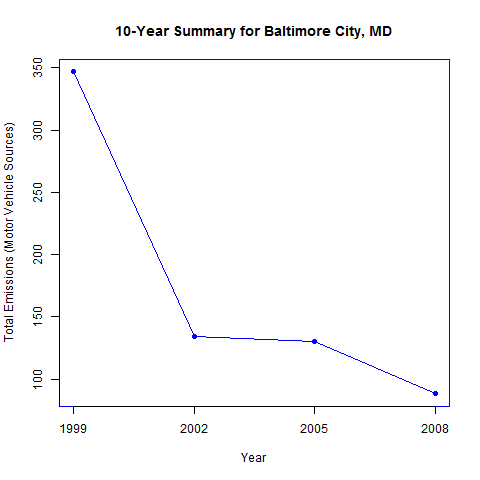 10-Year Summary for Baltimore City, MD
Total Emissions (Motor Vehicle Sources)
350
300
250
200
150
100
1999 2002 2005 2008
Year